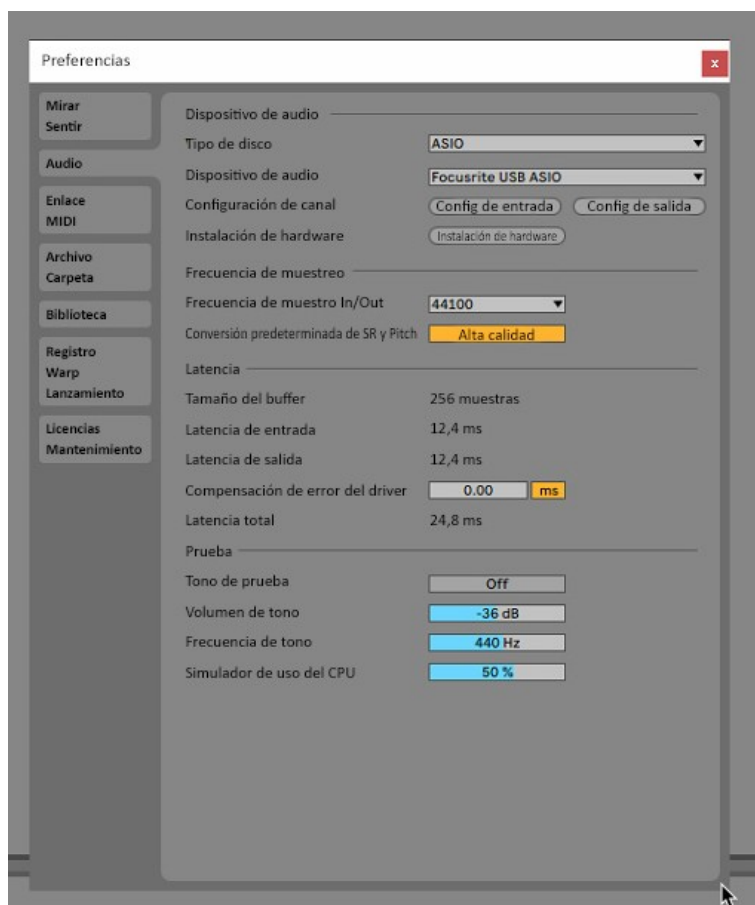 Preferencias
x
Mirar
Sentir
Audio
Enlace
MIDI
Archivo
Carpeta
Biblioteca
Registro
Warp
Lanzamiento
Licencias
Mantenimiento
Dispositivo de audio
Tipo de disco ASIO
Dispositivo de audio Focusrite USB ASIO
Configuración de canal Config de entrada Config de salida
Instalación de hardware Instalación de hardware
Frecuencia de muestreo
Frecuencia de muestro In/Out 44100
Conversión predeterminada de SR y Pitch Alta calidad
Latencia
Tamaño del buffer 256 muestras
Latencia de entrada 12,4 ms
Latencia de salida 12,4 ms
Compensación de error del driver 0.00 ms
Latencia total 24,8 ms
Prueba
Tono de prueba Off
Volumen de tono -36 dB
Frecuencia de tono 440 Hz
Simulador de uso del CPU 50 %